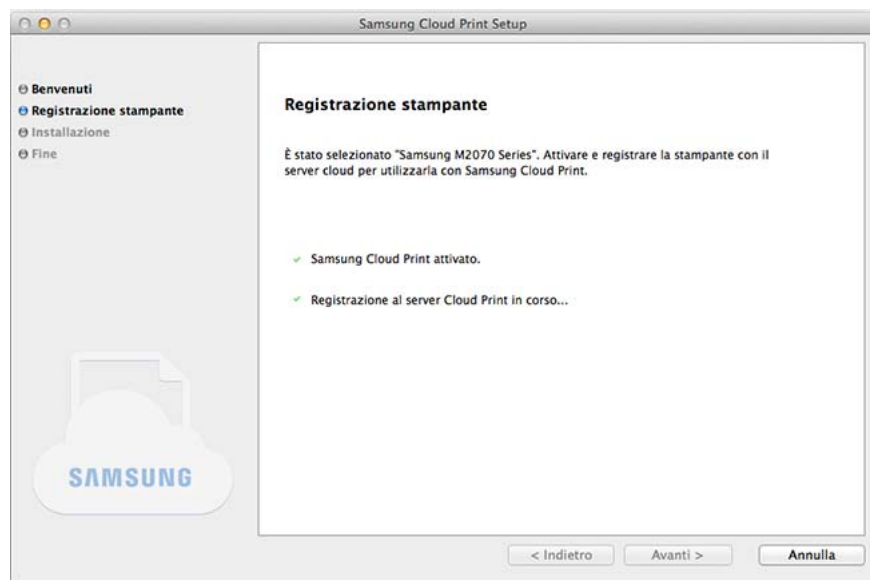 Samsung Cloud Print Setup
Benvenuti
Registrazione stampante
Installazione
Fine
Registrazione stampante
È stato selezionato "Samsung M2070 Series". Attivare e registrare la stampante con il
server cloud per utilizzarla con Samsung Cloud Print.
Samsung Cloud Print attivato.
Registrazione al server Cloud Print in corso...
SAMSUNG
< Indietro
Avanti >
Annulla